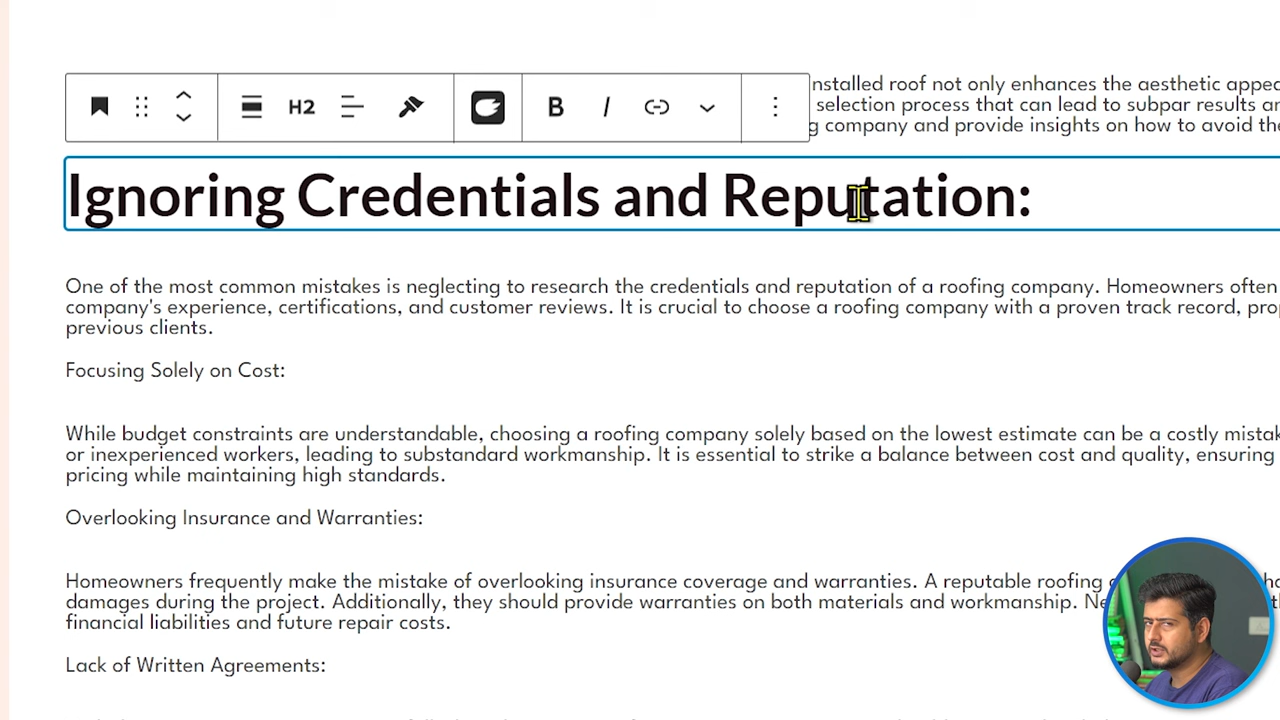 nstalled roof not only enhances the aesthetic appe
selection process that can lead to subpar results
g company and provide insights on how to avoid the
H2 B I
Ignoring Credentials and Reputation:
One of the most common mistakes is neglecting to research the credentials and reputation of a roofing company. Homeowners often
company's experience, certifications, and customer reviews. It is crucial to choose a roofing company with a proven track record,
previous clients.
Focusing Solely on Cost:
While budget constraints are understandable, choosing a roofing company solely based on the lowest estimate can be a costly
or inexperienced workers, leading to substandard workmanship. It is essential to strike a balance between cost and quality, ensuring
pricing while maintaining high standards.
Overlooking Insurance and Warranties:
Homeowners frequently make the mistake of overlooking insurance coverage and warranties. A reputable roofing
damages during the project. Additionally, they should provide warranties on both materials and workmanship.
financial liabilities and future repair costs.
Lack of Written Agreements: